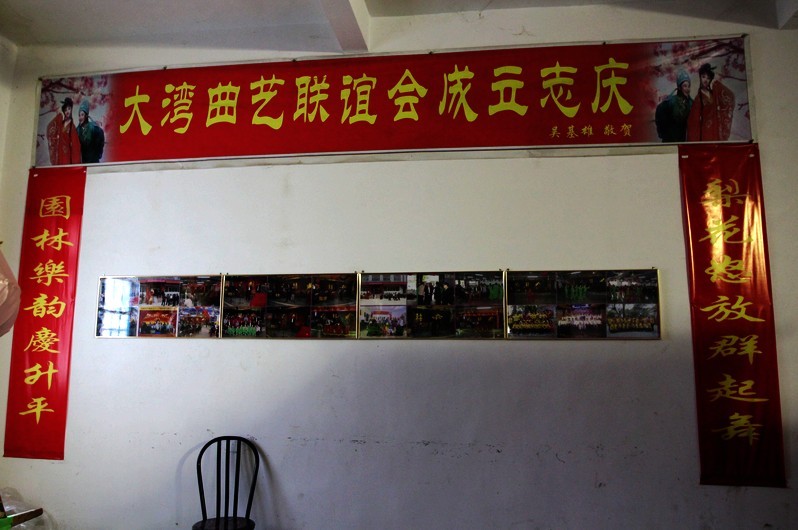 大湾曲艺联谊会成立志庆
吴基雄 敬贺
梨花怒放群起舞
園林樂韵慶升平